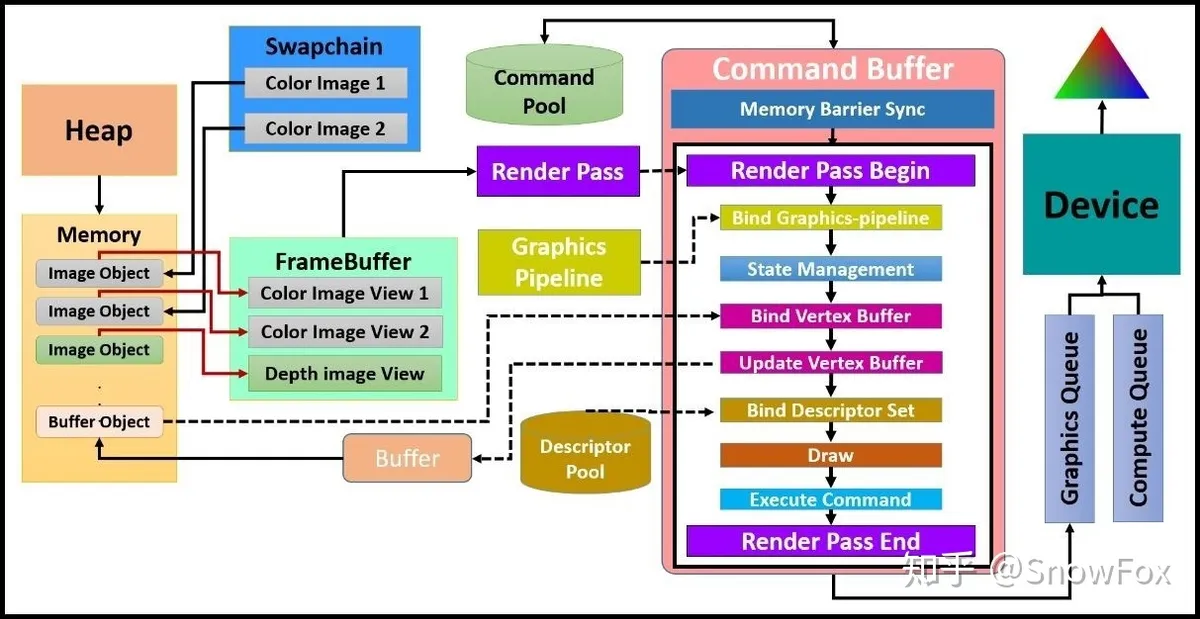 Swapchain
Color Image 1
Color Image 2
Heap
Memory
Image Object
Image Object
Image Object
Buffer Object
FrameBuffer
Color Image View 1
Color Image View 2
Depth image View
Buffer
Command
Pool
Render Pass
Graphics
Pipeline
Descriptor
Pool
Command Buffer
Memory Barrier Sync
Render Pass Begin
Bind Graphics-pipeline
State Management
Bind Vertex Buffer
Update Vertex Buffer
Bind Descriptor Set
Draw
Execute Command
Render Pass End
Device
Graphics Queue
Compute Queue
知乎 @SnowFox